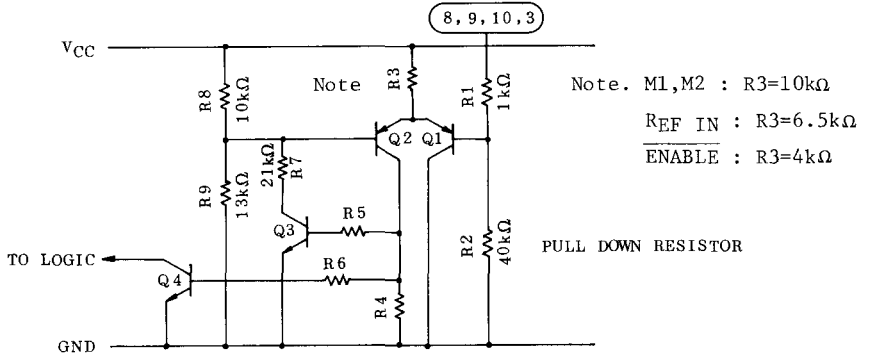 8,9,10,3
VCC
R8
10kΩ
Note
R3
R1
1kΩ
Note. M1,M2 : R3=10kΩ
REF IN : R3=6.5kΩ
ENABLE : R3=4kΩ
Q2
Q1
R9
13kΩ
21kΩ
R7
Q3
R5
R2
40kΩ
PULL DOWN RESISTOR
TO LOGIC
Q4
R6
R4
GND